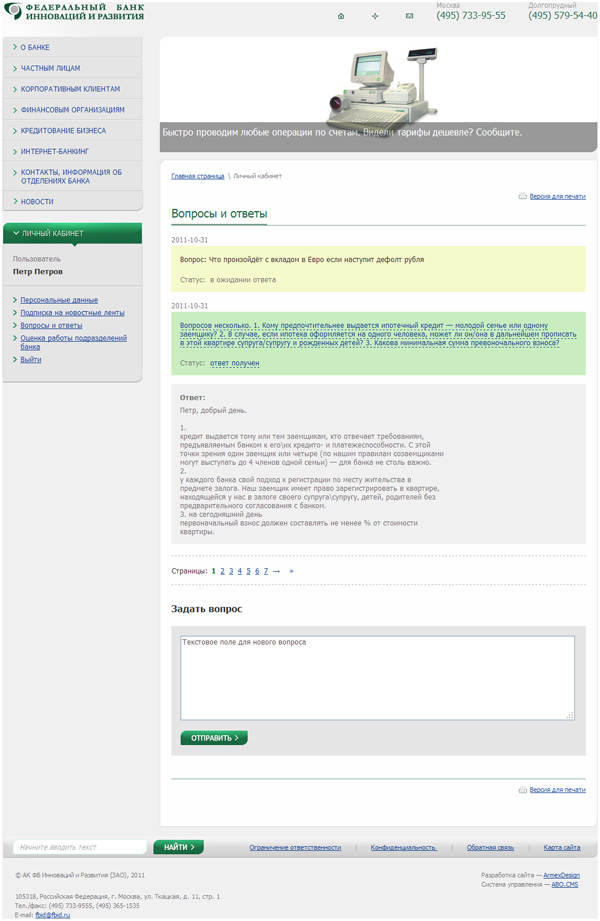 ФЕДЕРАЛЬНЫЙ БАНК
ИННОВАЦИЙ И РАЗВИТИЯ
Москва
(495) 733-95-55
Долгопрудный
(495) 579-54-40
О БАНКЕ
ЧАСТНЫМ ЛИЦАМ
КОРПОРАТИВНЫМ КЛИЕНТАМ
ФИНАНСОВЫМ ОРГАНИЗАЦИЯМ
КРЕДИТОВАНИЕ БИЗНЕСА
ИНТЕРНЕТ-БАНКИНГ
КОНТАКТЫ, ИНФОРМАЦИЯ ОБ
ОТДЕЛЕНИЯХ БАНКА
НОВОСТИ
ЛИЧНЫЙ КАБИНЕТ
Пользователь
Петр Петров
Персональные данные
Подписка на новостные ленты
Вопросы и ответы
Оценка работы подразделений
банка
Выйти
Быстро проводим любые операции по счетам. Видели тарифы дешевле? Сообщите.
Главная страница \ Личный кабинет
Версия для печати
Вопросы и ответы
2011-10-31
Вопрос: Что произойдёт с вкладом в Евро если наступит дефолт рубля
Статус: в ожидании ответа
2011-10-31
Вопросов несколько. 1. Кому предпочтительнее выдается ипотечный кредит — молодой семье или одному
заемщику? 2. В случае, если ипотека оформляется на одного человека, может ли он/она в дальнейшем прописать
в этой квартире супруга/супругу и рожденных детей? 3. Какова минимальная сумма превоночального взноса?
Статус: ответ получен
Ответ:
Петр, добрый день.
1.
кредит выдается тому или тем заемщикам, кто отвечает требованиям,
предъявляемым банком к его\их кредито- и платежеспособности. С этой
точки зрения один заемщик или четыре (по нашим правилам созаемщиками
могут выступать до 4 членов одной семьи) — для банка не столь важно.
2.
у каждого банка свой подход к регистрации по месту жительства в
предмете залога. Наш заемщик имеет право зарегистрировать в квартире,
находящейся у нас в залоге своего супруга\супругу, детей, родителей без
предварительного согласования с банком.
3. на сегодняшний день
первоначальный взнос должен составлять не менее % от стоимости
квартиры.
Страницы: 1 2 3 4 5 6 7 → »
Задать вопрос
Текстовое поле для нового вопроса
ОТПРАВИТЬ
Версия для печати
Начните вводить текст
НАЙТИ
Ограничение ответственности
Конфиденциальность
Обратная связь
Карта сайта
© АК ФБ Инноваций и Развития (ЗАО), 2011
Разработка сайта — ArmexDesign
Система управления — ABO.CMS
105318, Российская Федерация, г. Москва, ул. Ткацкая, д. 11, стр. 1
Тел./факс: (495) 733-9555, (495) 365-1535
E-mail: fbid@fbid.ru